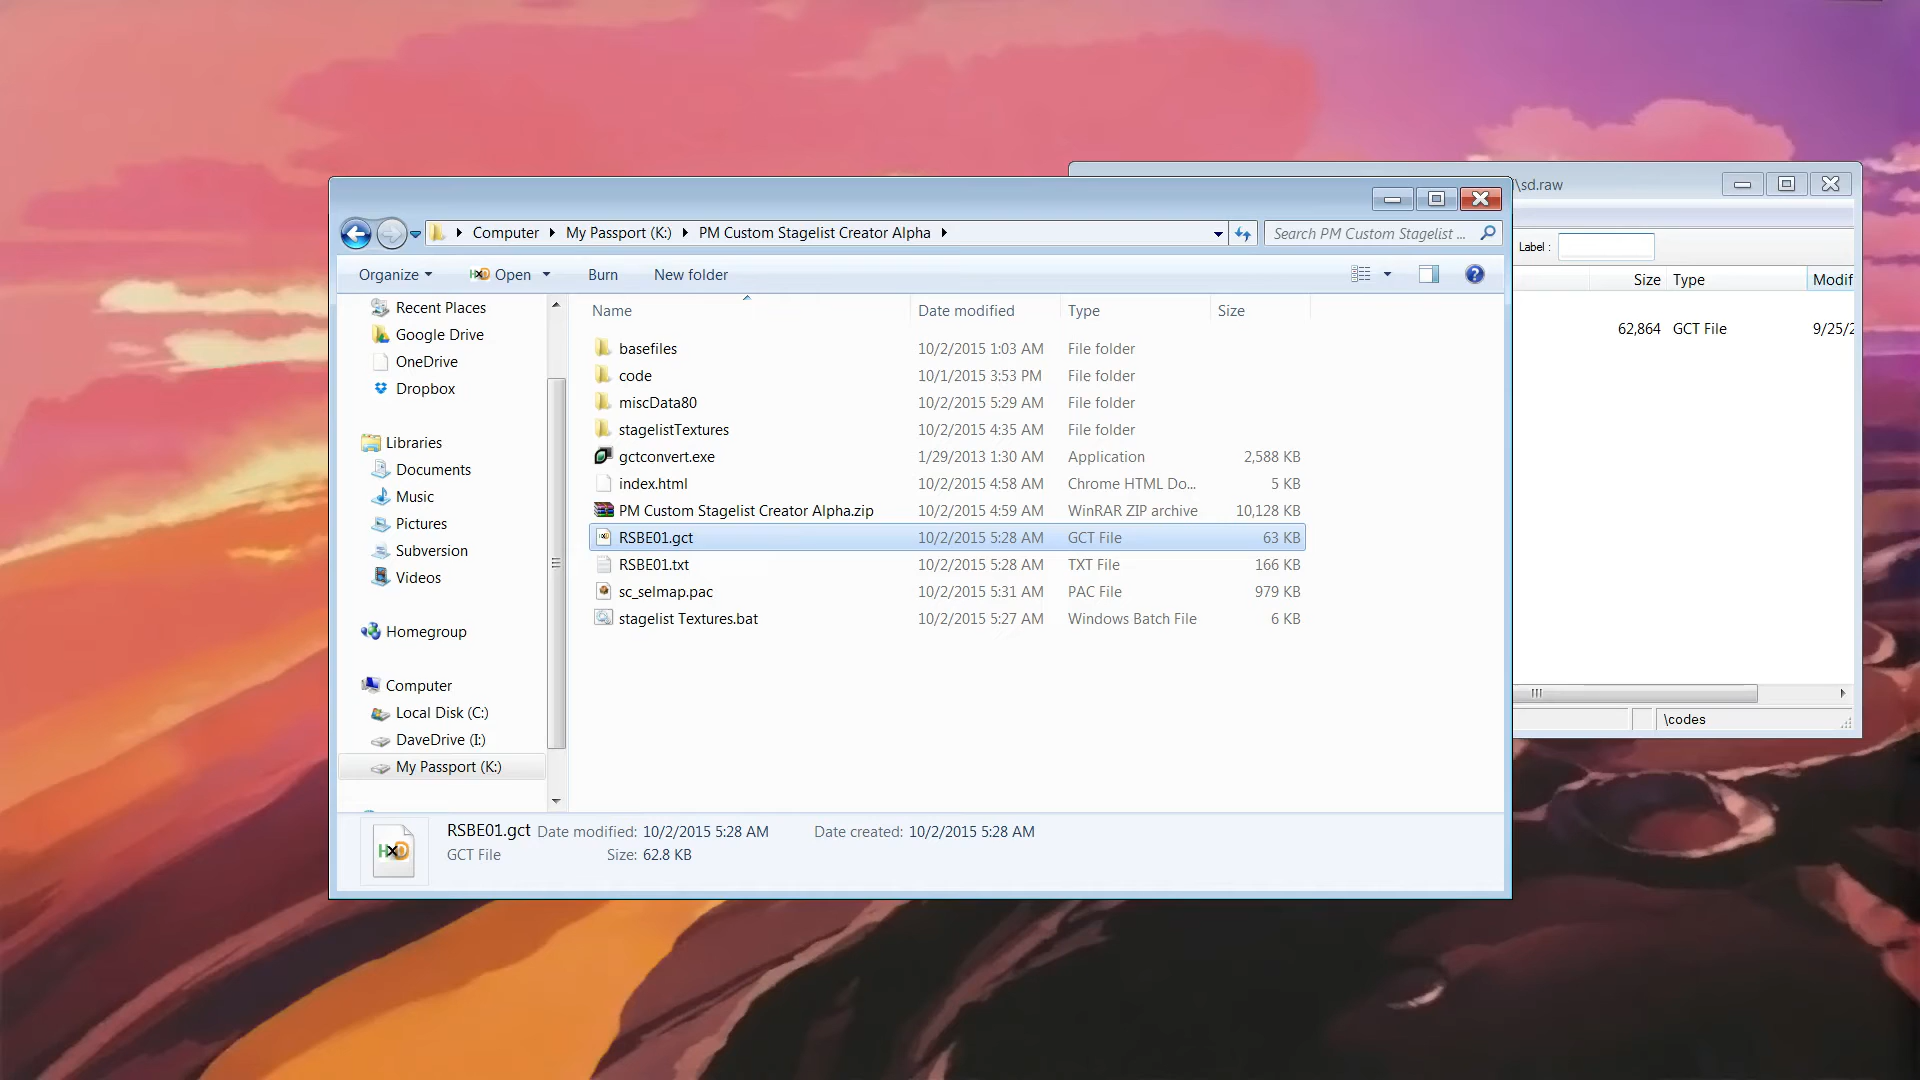 \sd.raw
Computer My Passport (K:) PM Custom Stagelist Creator Alpha
Search PM Custom Stagelist ...
Label :
Organize Open Burn New folder
Size Type Modif
62,864 GCT File 9/25/2
\codes
Recent Places
Google Drive
OneDrive
Dropbox
Libraries
Documents
Music
Pictures
Subversion
Videos
Homegroup
Computer
Local Disk (C:)
DaveDrive (I:)
My Passport (K:)
Name Date modified Type Size
basefiles 10/2/2015 1:03 AM File folder
code 10/1/2015 3:53 PM File folder
miscData80 10/2/2015 5:29 AM File folder
stagelistTextures 10/2/2015 4:35 AM File folder
gctconvert.exe 1/29/2013 1:30 AM Application 2,588 KB
index.html 10/2/2015 4:58 AM Chrome HTML Do... 5 KB
PM Custom Stagelist Creator Alpha.zip 10/2/2015 4:59 AM WinRAR ZIP archive 10,128 KB
RSBE01.gct 10/2/2015 5:28 AM GCT File 63 KB
RSBE01.txt 10/2/2015 5:28 AM TXT File 166 KB
sc_selmap.pac 10/2/2015 5:31 AM PAC File 979 KB
stagelist Textures.bat 10/2/2015 5:27 AM Windows Batch File 6 KB
HXD
RSBE01.gct Date modified: 10/2/2015 5:28 AM Date created: 10/2/2015 5:28 AM
GCT File Size: 62.8 KB